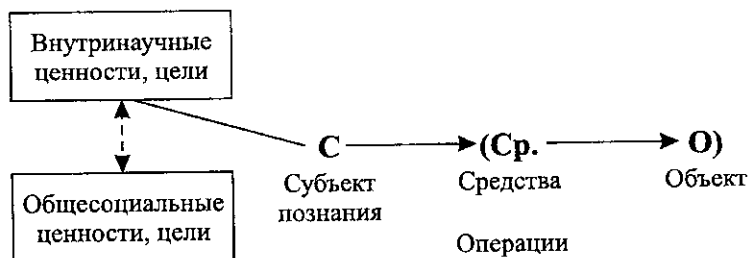 Внутринаучные
ценности, цели
С
(Ср.
О)
Субъект
познания
Средства
Объект
Общесоциальные
ценности, цели
Операции